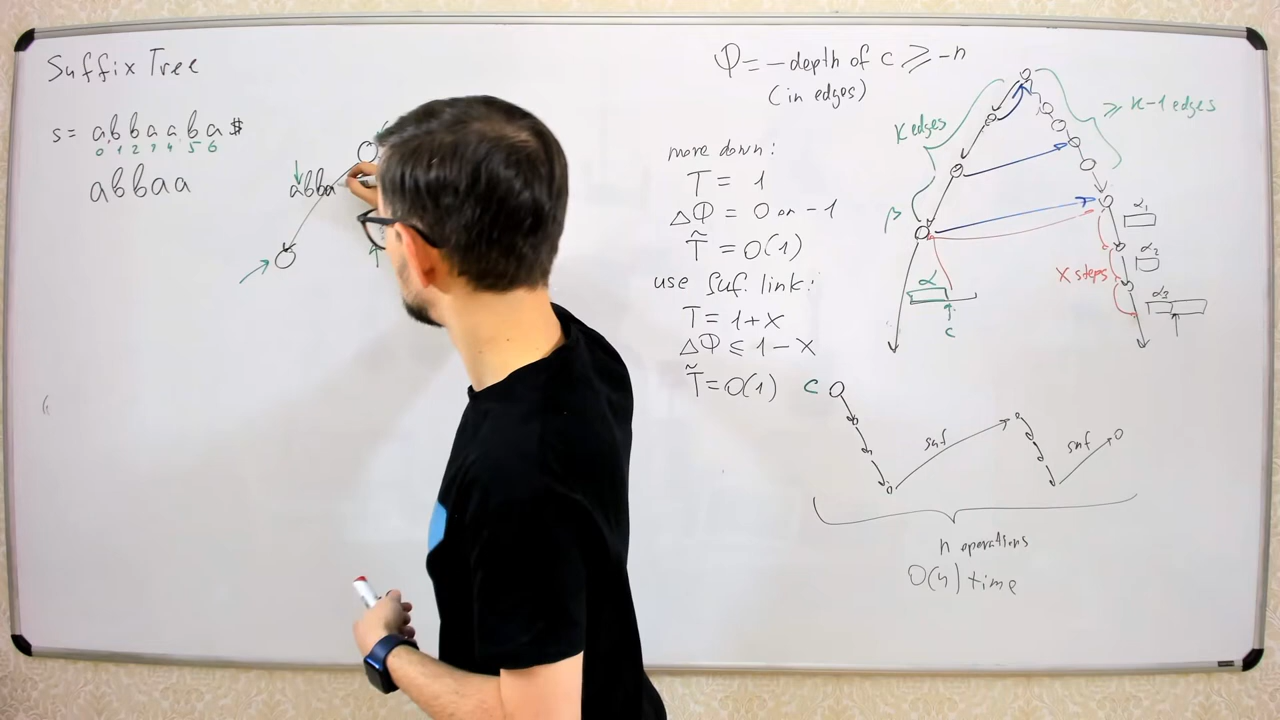 Suffix Tree
s = abbaaba$
0 1 2 3 4 5 6
abbaa
abba
φ = - depth of c ⩾ -n
(in edges)
more down:
T = 1
Δφ = 0 or -1
T̃ = O(1)
use suf. link:
T = 1+x
Δφ ⩽ 1 - x
T̃ = O(1)
K edges
⩾ K-1 edges
β
α
c
α₁
α₂
x steps
α₃
c
suf
suf
n operations
O(n) time